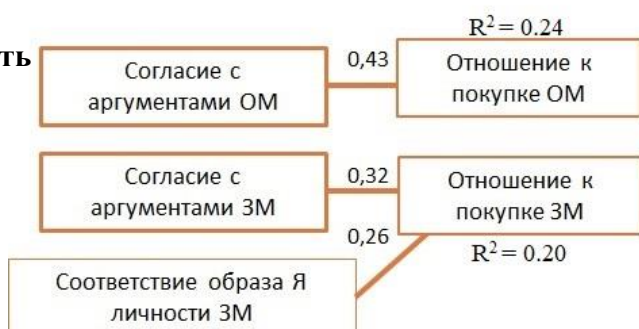 R² = 0.24
ть
Согласие с
аргументами ОМ
0,43
Отношение к
покупке ОМ
Согласие с
аргументами ЗМ
0,32
Отношение к
покупке ЗМ
0,26
R² = 0.20
Соответствие образа Я
личности ЗМ